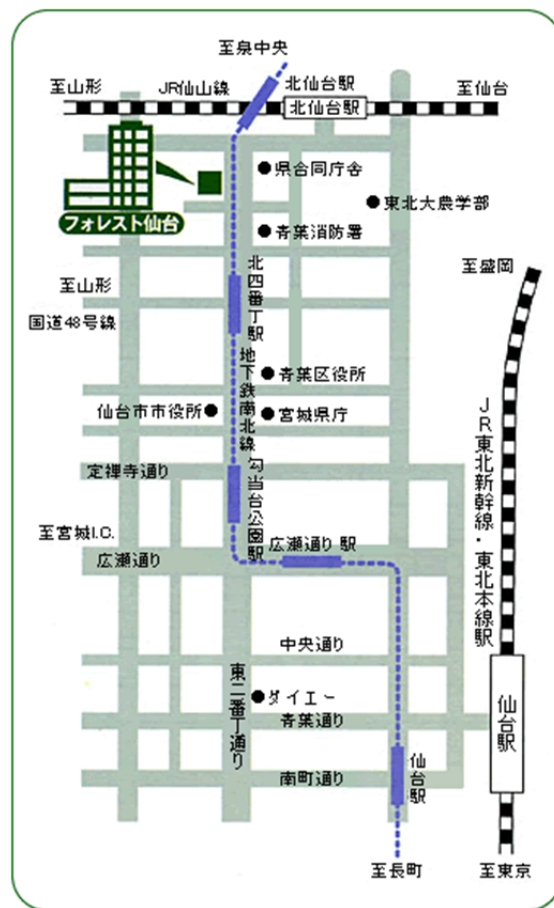 至泉中央
至山形
JR仙山線
北仙台駅
至仙台
北仙台駅
県合同庁舎
東北大農学部
フォレスト仙台
青葉消防署
至盛岡
至山形
北四番丁駅
国道48号線
地下鉄南北線
青葉区役所
仙台市市役所
宮城県庁
JR東北新幹線・東北本線駅
定禅寺通り
勾当台公園駅
至宮城I.C.
広瀬通り 駅
広瀬通り
中央通り
東二番丁通り
ダイエー
青葉通り
仙台駅
仙台駅
南町通り
至長町
至東京